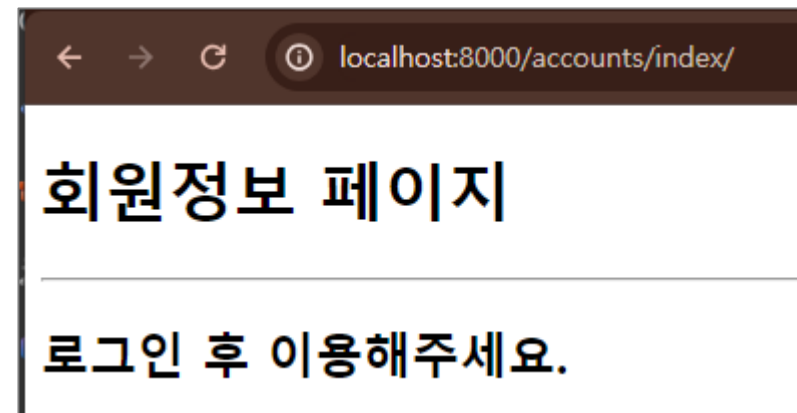 localhost:8000/accounts/index/
회원정보 페이지
로그인 후 이용해주세요.